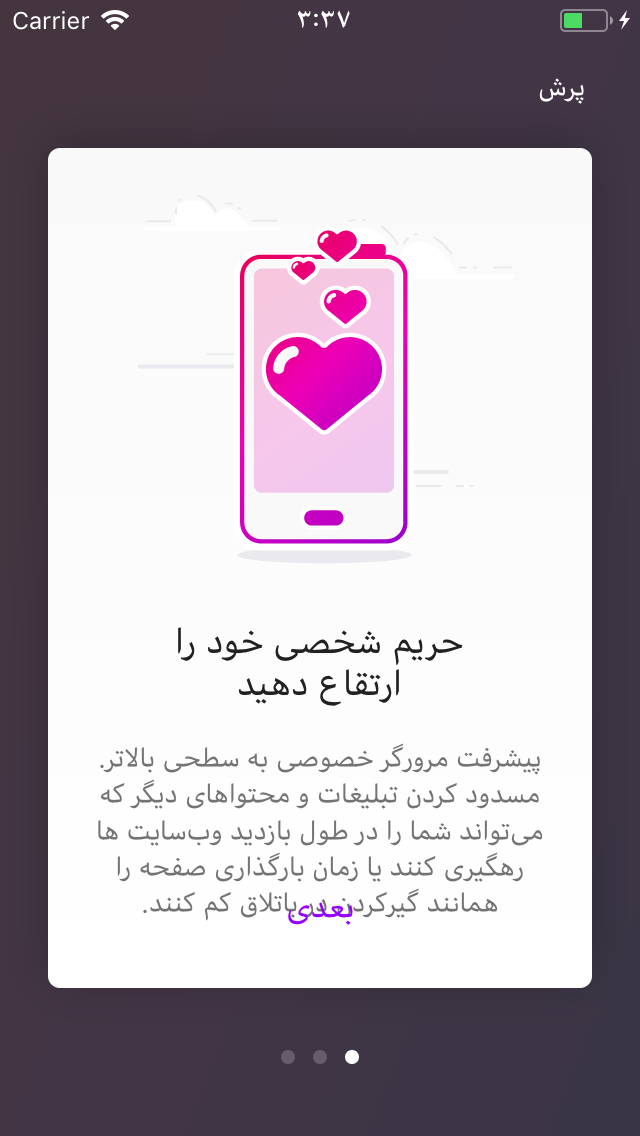 Carrier
۳:۳۷
پرش
حریم شخصی خود را
ارتقاع دهید
پیشرفت مرورگر خصوصی به سطحی بالاتر.
مسدود کردن تبلیغات و محتواهای دیگر که
می‌تواند شما را در طول بازدید وب‌سایت ها
رهگیری کنند یا زمان بارگذاری صفحه را
همانند گیرکردن در باتلاق کم کنند.
بعدی